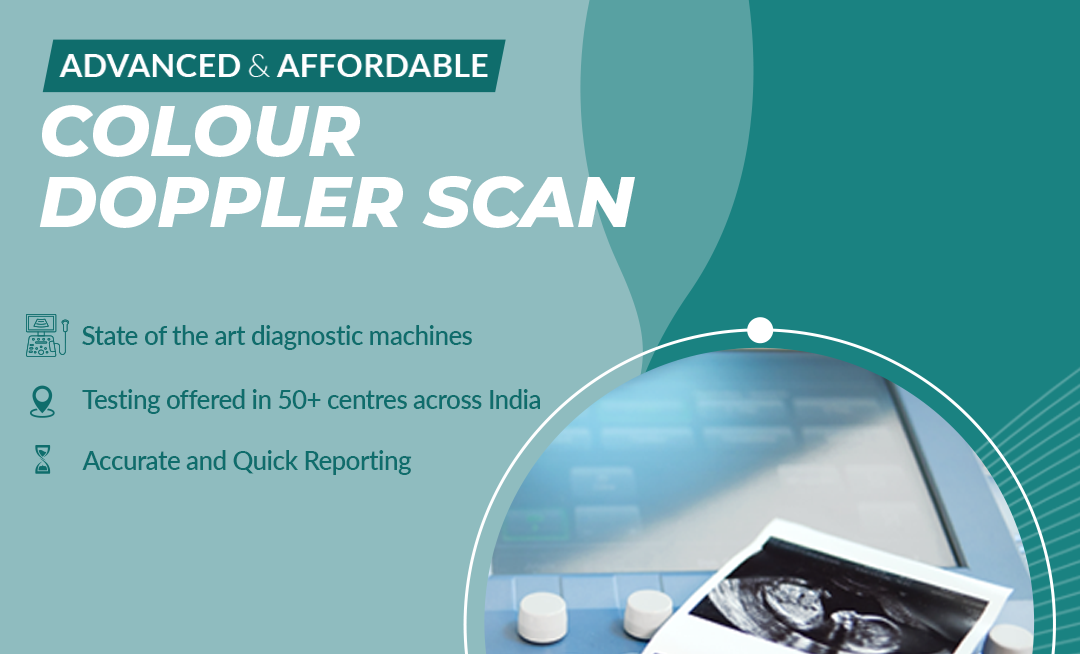 ADVANCED & AFFORDABLE
COLOUR
DOPPLER SCAN
State of the art diagnostic machines
Testing offered in 50+ centres across India
Accurate and Quick Reporting